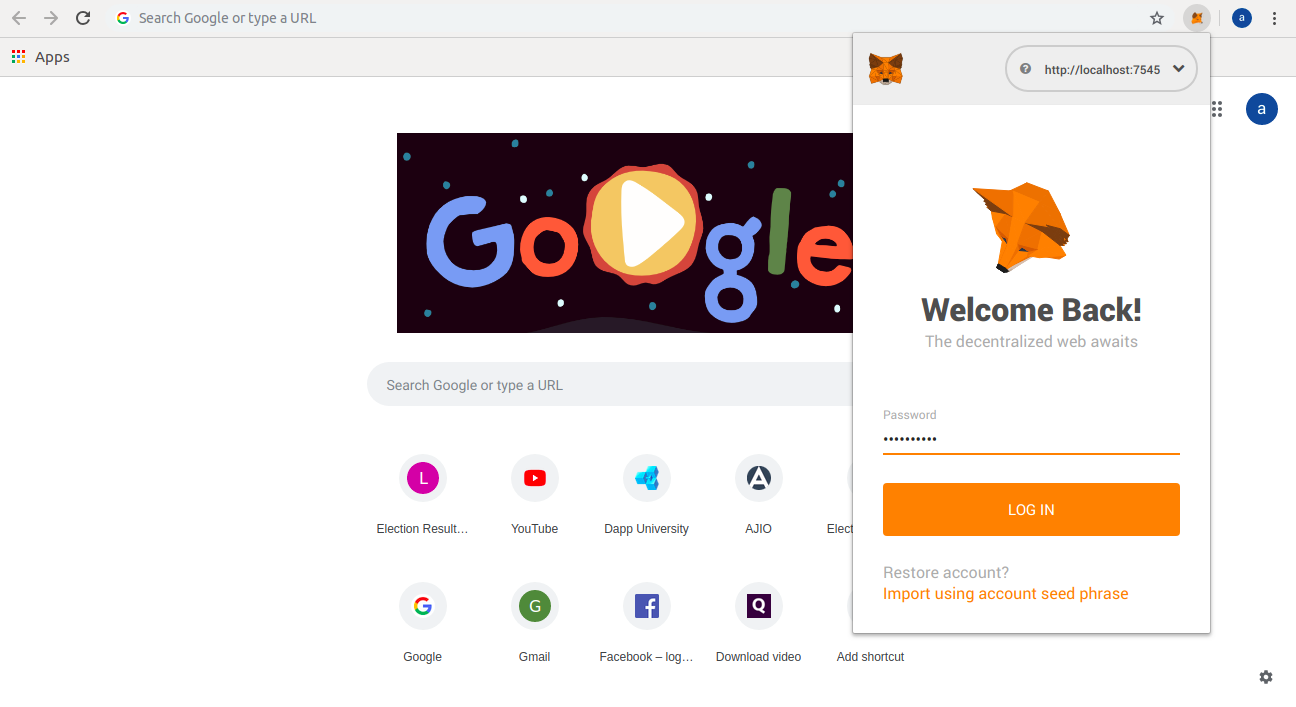 Search Google or type a URL
a
Apps
http://localhost:7545
a
Google
Welcome Back!
The decentralized web awaits
Search Google or type a URL
Password
••••••••••
LOG IN
L
Election Result…
YouTube
Dapp University
AJIO
Elect
Restore account?
Import using account seed phrase
G
Q
Google
Gmail
Facebook – log…
Download video
Add shortcut